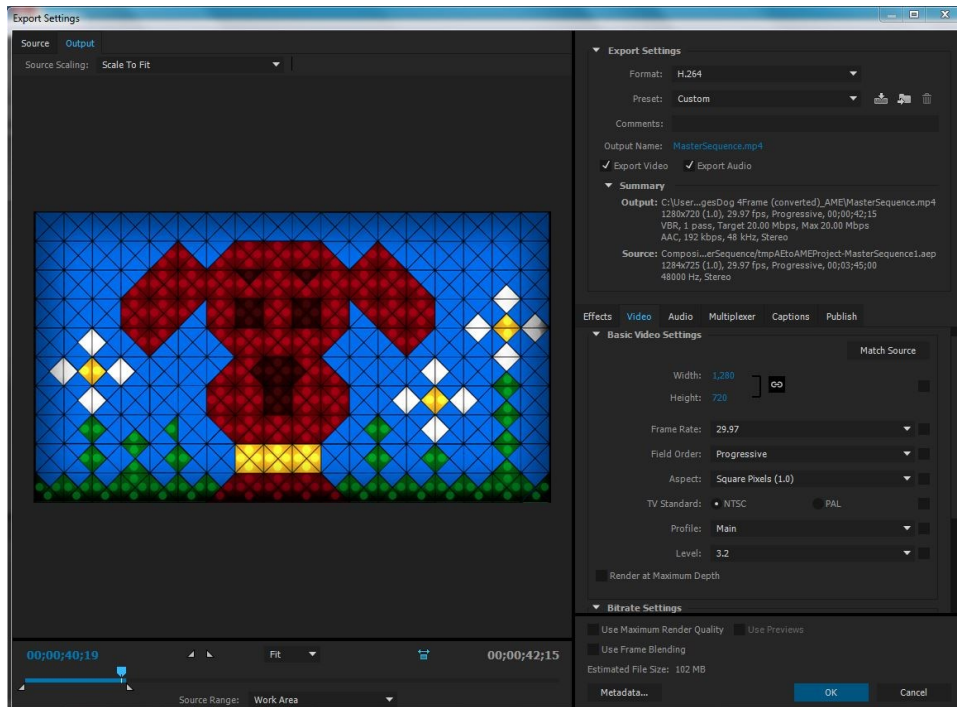 Export Settings
Source Output
Source Scaling: Scale To Fit
00;00;40;19
Fit
00;00;42;15
Source Range: Work Area
Export Settings
Format: H.264
Preset: Custom
Comments:
Output Name: MasterSequence.mp4
Export Video Export Audio
Summary
Output: C:\User...gesDog 4Frame (converted)_AME\MasterSequence.mp4
1280x720 (1.0), 29.97 fps, Progressive, 00;00;42;15
VBR, 1 pass, Target 20.00 Mbps, Max 20.00 Mbps
AAC, 192 kbps, 48 kHz, Stereo
Source: Composi...erSequence/tmpAEtoAMEProject-MasterSequence1.aep
1284x725 (1.0), 29.97 fps, Progressive, 00;03;45;00
48000 Hz, Stereo
Effects Video Audio Multiplexer Captions Publish
Basic Video Settings
Match Source
Width: 1,280
Height: 720
Frame Rate: 29.97
Field Order: Progressive
Aspect: Square Pixels (1.0)
TV Standard: NTSC PAL
Profile: Main
Level: 3.2
Render at Maximum Depth
Bitrate Settings
Use Maximum Render Quality Use Previews
Use Frame Blending
Estimated File Size: 102 MB
Metadata... OK Cancel